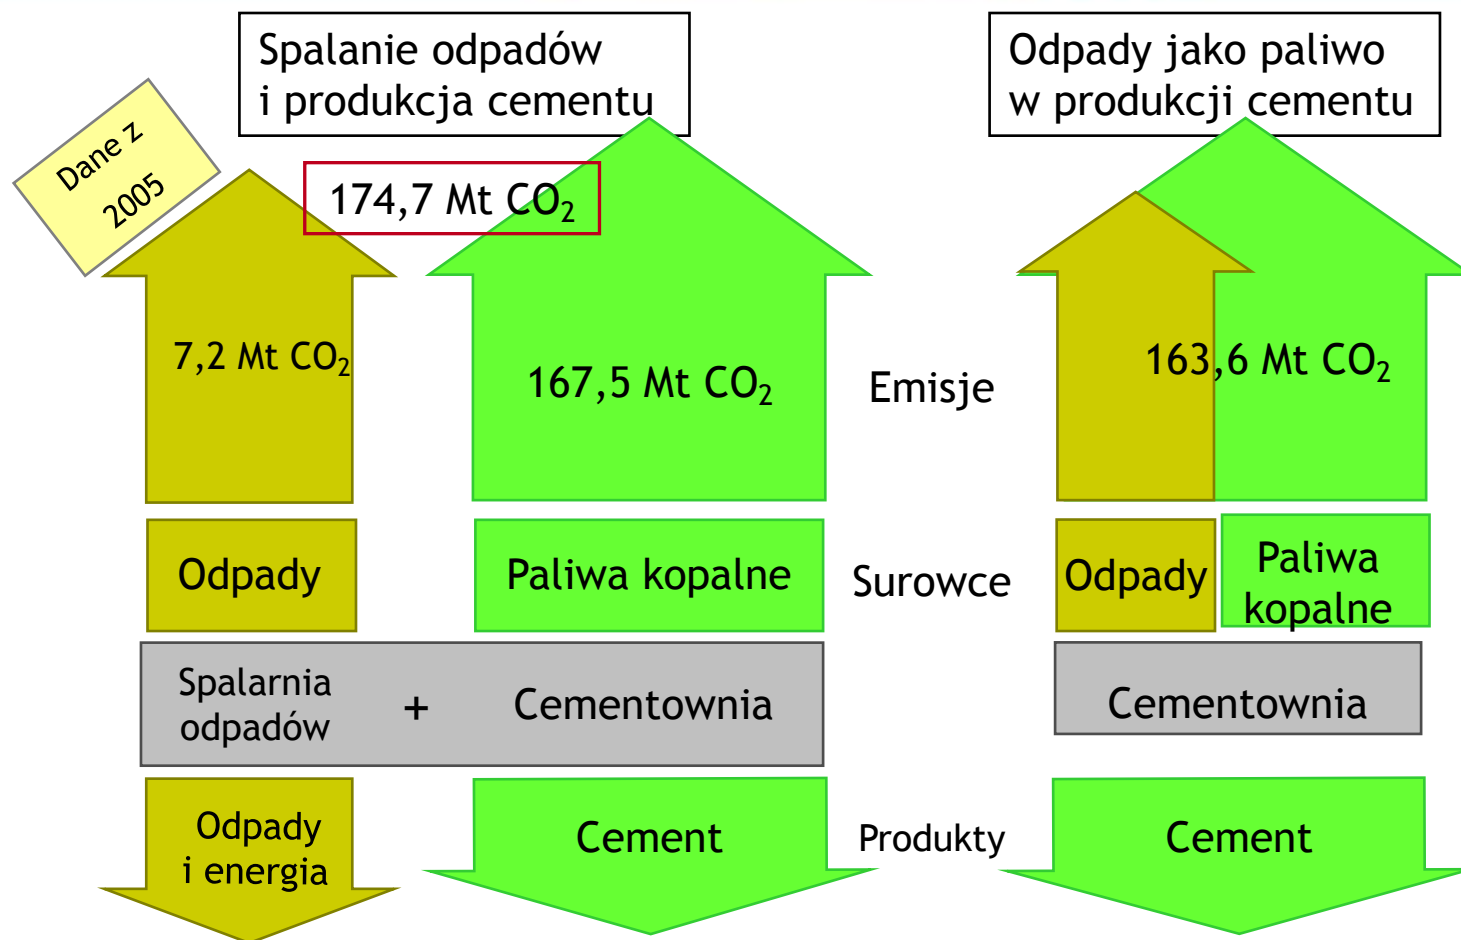 Spalanie odpadów
i produkcja cementu
Odpady jako paliwo
w produkcji cementu
Dane z
2005
174,7 Mt CO₂
7,2 Mt CO₂
167,5 Mt CO₂
Emisje
163,6 Mt CO₂
Odpady
Paliwa kopalne
Surowce
Odpady
Paliwa
kopalne
Spalarnia
odpadów
+
Cementownia
Cementownia
Odpady
i energia
Cement
Produkty
Cement